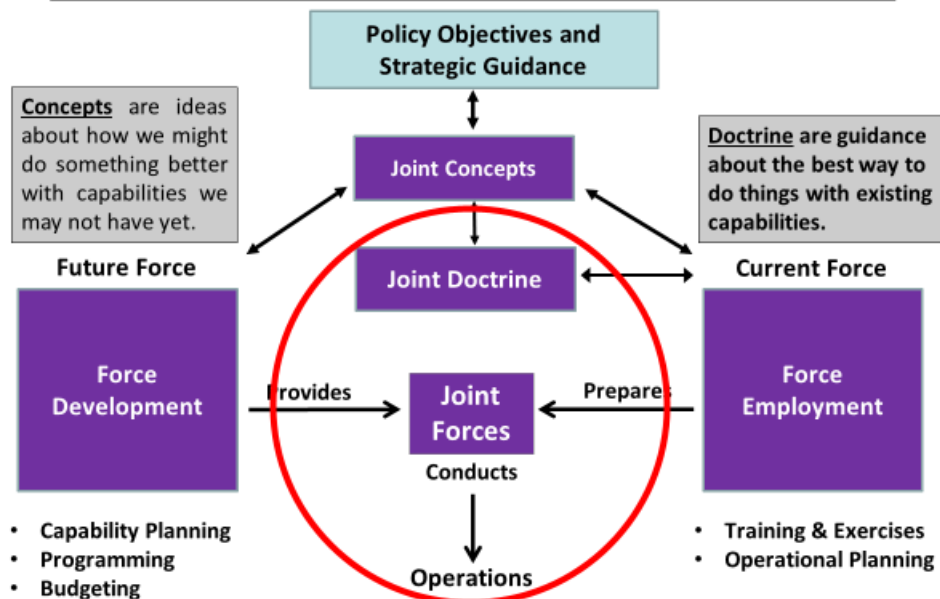 Policy Objectives and
Strategic Guidance
Concepts are ideas
about how we might
do something better
with capabilities we
may not have yet.
Joint Concepts
Doctrine are guidance
about the best way to
do things with existing
capabilities.
Future Force
Joint Doctrine
Current Force
Force
Development
Provides
Joint
Forces
Prepares
Force
Employment
Conducts
• Capability Planning
• Programming
• Budgeting
Operations
• Training & Exercises
• Operational Planning